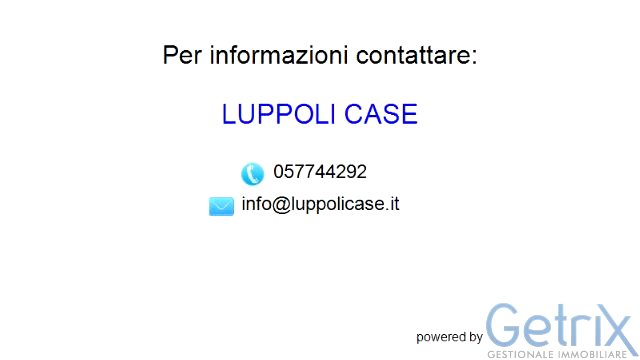 Per informazioni contattare:
LUPPOLI CASE
057744292
info@luppolicase.it
powered by Getrix
GESTIONALE IMMOBILIARE